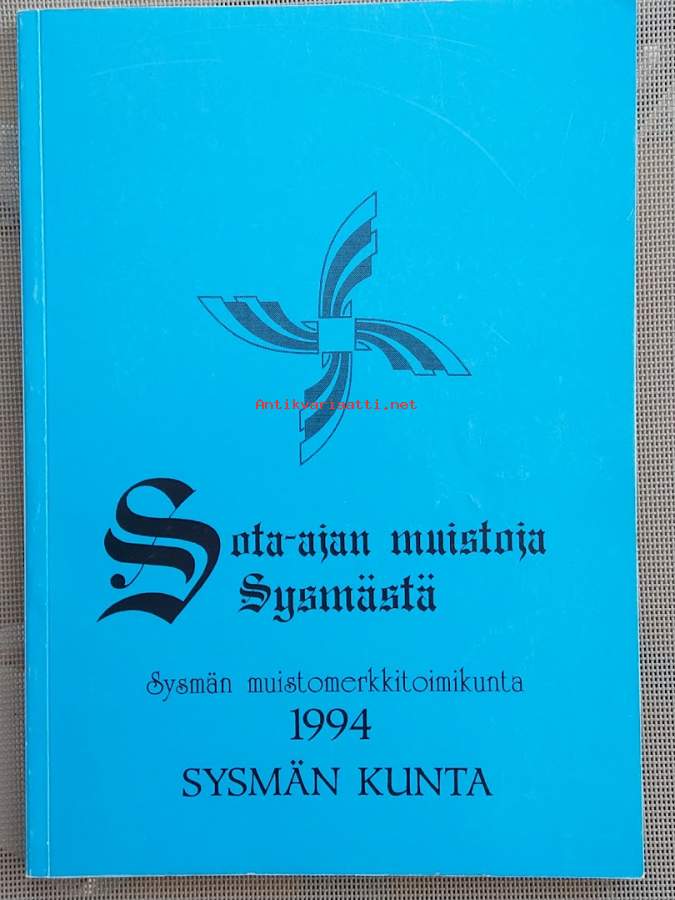 Antikvariaatti.net
Sota-ajan muistoja
Sysmästä
Sysmän muistomerkkitoimikunta
1994
SYSMÄN KUNTA